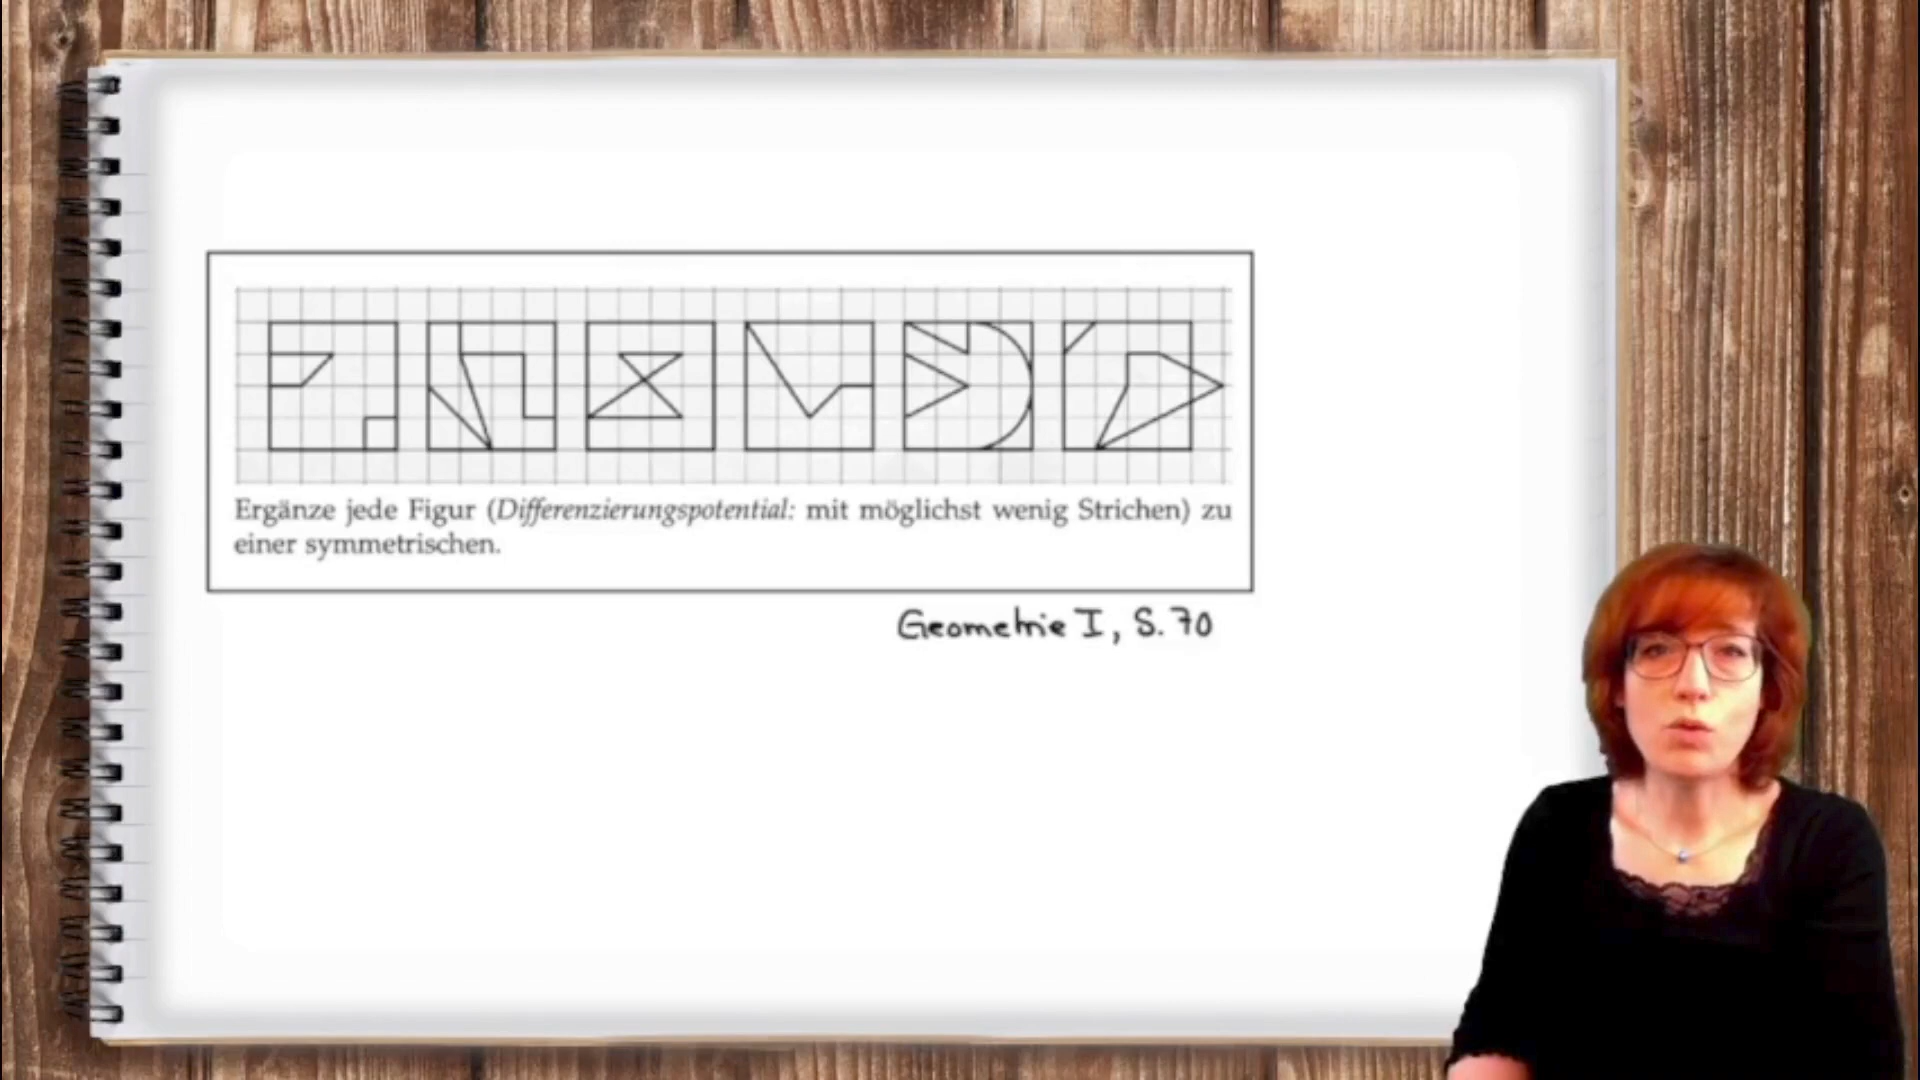 Ergänze jede Figur (Differenzierungspotential: mit möglichst wenig Strichen) zu
einer symmetrischen.
Geometrie I, S. 70